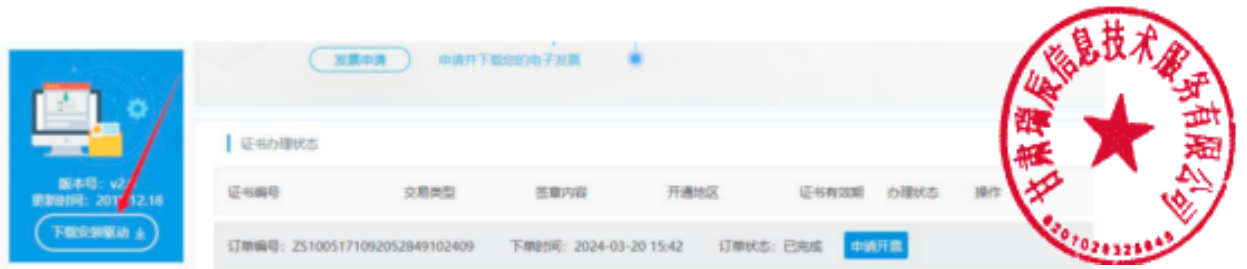 发票申请 申请并下载您的电子发票
证书办理状态
版本号：v2
更新时间：201 12.18
下载安装驱动
证书编号 交易类型 签章内容 开通地区 证书有效期 办理状态 操作
订单编号：ZS1005171092052849102409 下单时间：2024-03-20 15:42 订单状态：已完成 申请开票
甘肃瑞辰信息技术服务有限公司